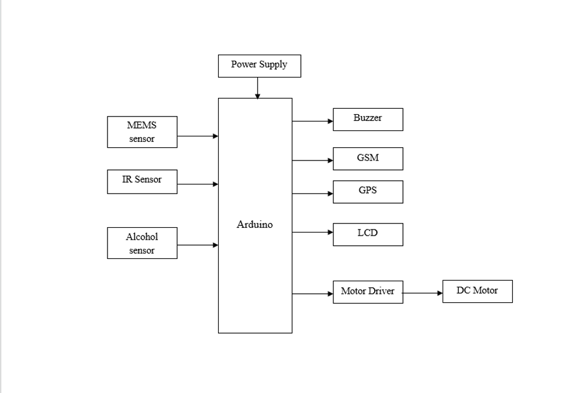 Power Supply
MEMS
sensor
IR Sensor
Alcohol
sensor
Arduino
Buzzer
GSM
GPS
LCD
Motor Driver
DC Motor